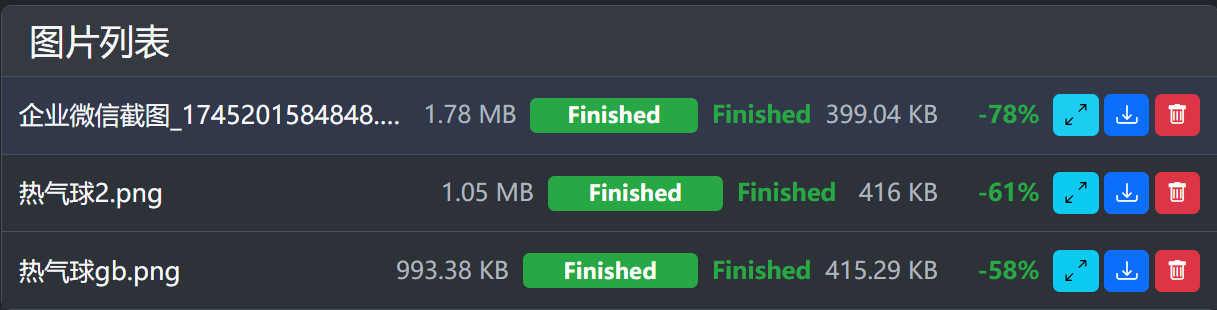 图片列表
企业微信截图_1745201584848.... 1.78 MB Finished Finished 399.04 KB -78%
热气球2.png 1.05 MB Finished Finished 416 KB -61%
热气球gb.png 993.38 KB Finished Finished 415.29 KB -58%